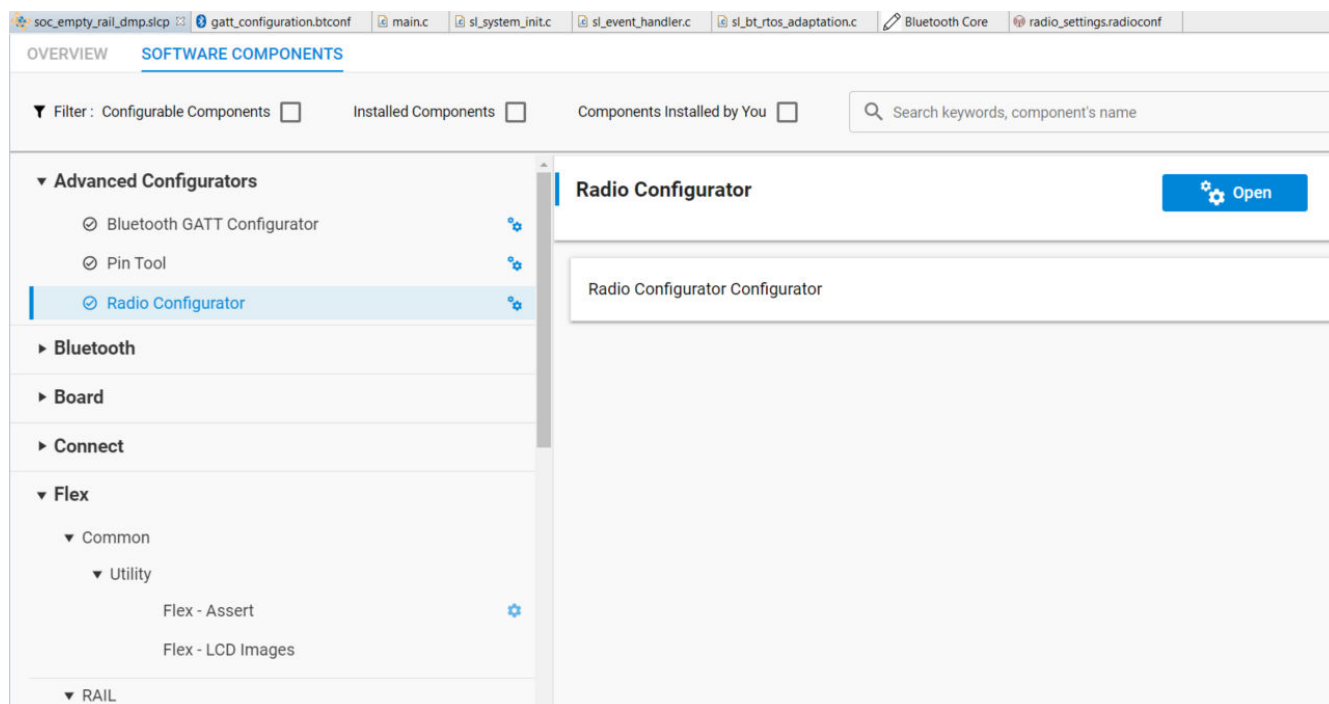 soc_empty_rail_dmp.slcp gatt_configuration.btconf main.c sl_system_init.c sl_event_handler.c sl_bt_rtos_adaptation.c Bluetooth Core radio_settings.radioconf
OVERVIEW SOFTWARE COMPONENTS
Filter : Configurable Components Installed Components Components Installed by You Search keywords, component's name
Advanced Configurators
Bluetooth GATT Configurator
Pin Tool
Radio Configurator
Bluetooth
Board
Connect
Flex
Common
Utility
Flex - Assert
Flex - LCD Images
RAIL
Radio Configurator Open
Radio Configurator Configurator